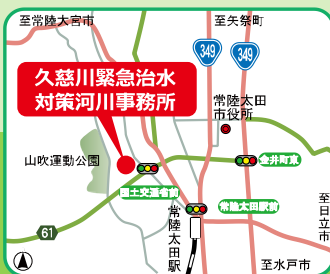 至常陸大宮市
至矢祭町
349
349
久慈川緊急治水
対策河川事務所
常陸太田
市役所
山吹運動公園
金井町東
国土交通省前
常陸太田駅前
61
常陸太田駅
至日立市
至水戸市